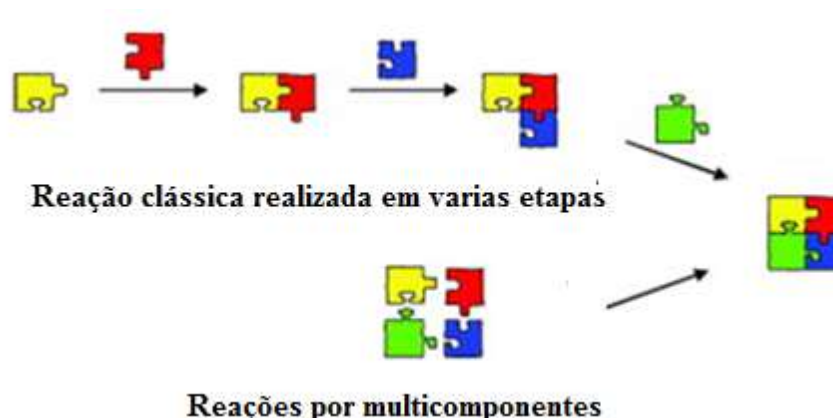 Reação clássica realizada em varias etapas
Reações por multicomponentes